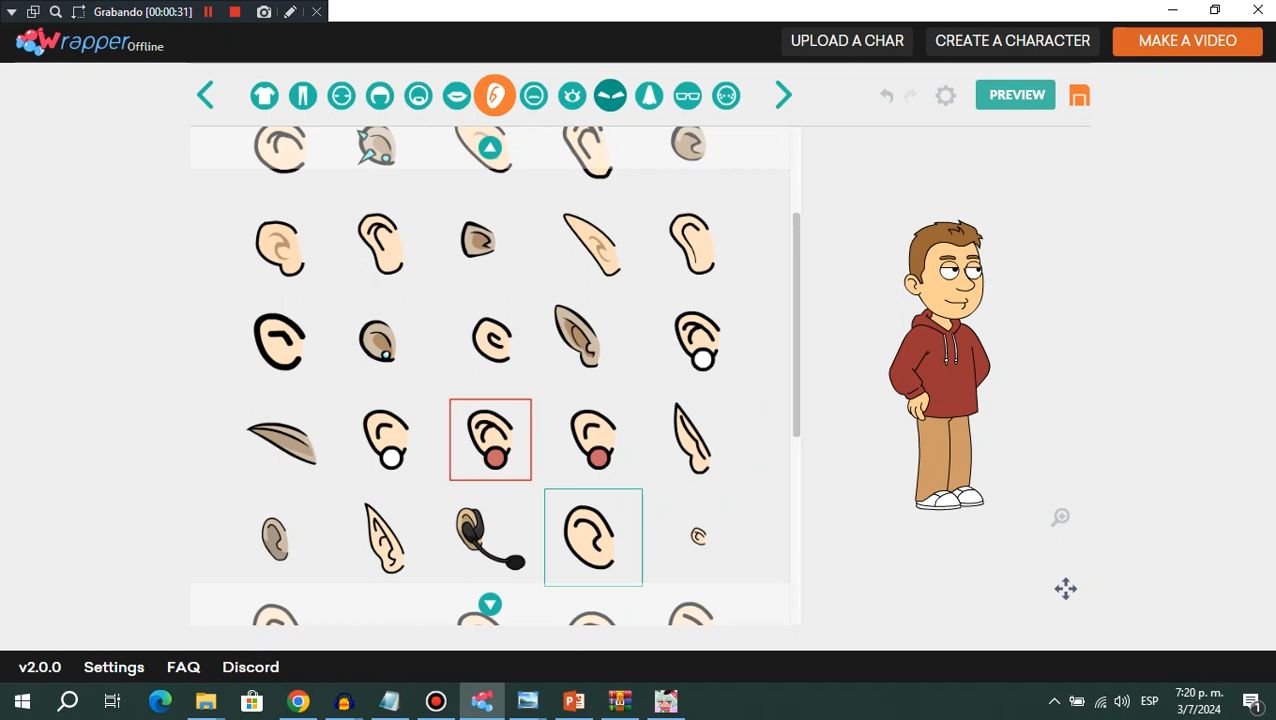 Grabando [00:00:31]
Wrapper Offline
UPLOAD A CHAR
CREATE A CHARACTER
MAKE A VIDEO
PREVIEW
v2.0.0
Settings
FAQ
Discord
ESP
7:20 p. m.
3/7/2024
1